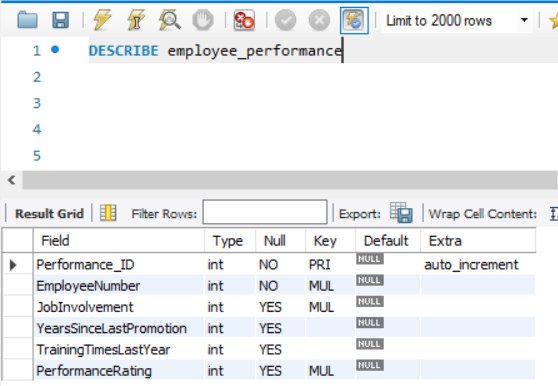 Limit to 2000 rows
1 DESCRIBE employee_performance
2
3
4
5
Result Grid Filter Rows: Export: Wrap Cell Content:
Field Type Null Key Default Extra
Performance_ID int NO PRI NULL auto_increment
EmployeeNumber int NO MUL NULL
JobInvolvement int YES MUL NULL
YearsSinceLastPromotion int YES NULL
TrainingTimesLastYear int YES NULL
PerformanceRating int YES MUL NULL